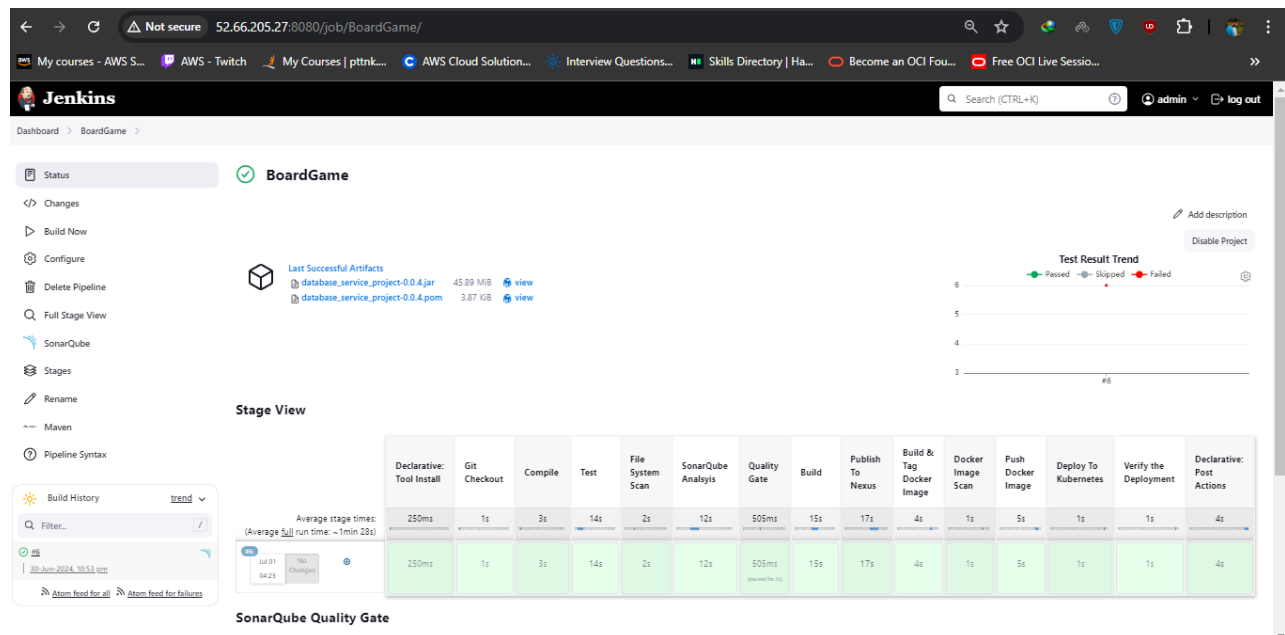 Not secure 52.66.205.27:8080/job/BoardGame/
aws My courses - AWS S... AWS - Twitch My Courses | pttnk.... C AWS Cloud Solution... Interview Questions... Skills Directory | Ha... Become an OCI Fou... Free OCI Live Sessio... »
Jenkins
Search (CTRL+K)
admin
log out
Dashboard > BoardGame >
Status
Changes
Build Now
Configure
Delete Pipeline
Full Stage View
SonarQube
Stages
Rename
Maven
Pipeline Syntax
Build History trend
Filter... /
#6
30-Jun-2024, 10:53 pm
Atom feed for all Atom feed for failures
BoardGame
Add description
Disable Project
Last Successful Artifacts
database_service_project-0.0.4.jar 45.89 MiB view
database_service_project-0.0.4.pom 3.87 KiB view
Test Result Trend
Passed Skipped Failed
6
5
4
3
#6
Stage View
Declarative: Tool Install
Git Checkout
Compile
Test
File System Scan
SonarQube Analsyis
Quality Gate
Build
Publish To Nexus
Build & Tag Docker Image
Docker Image Scan
Push Docker Image
Deploy To Kubernetes
Verify the Deployment
Declarative: Post Actions
Average stage times: 250ms 1s 3s 14s 2s 12s 505ms 15s 17s 4s 1s 5s 1s 1s 4s
(Average full run time: ~1min 28s)
#6
Jul 01
04:23
No Changes
250ms 1s 3s 14s 2s 12s 505ms 15s 17s 4s 1s 5s 1s 1s 4s
(paused for 2s)
SonarQube Quality Gate